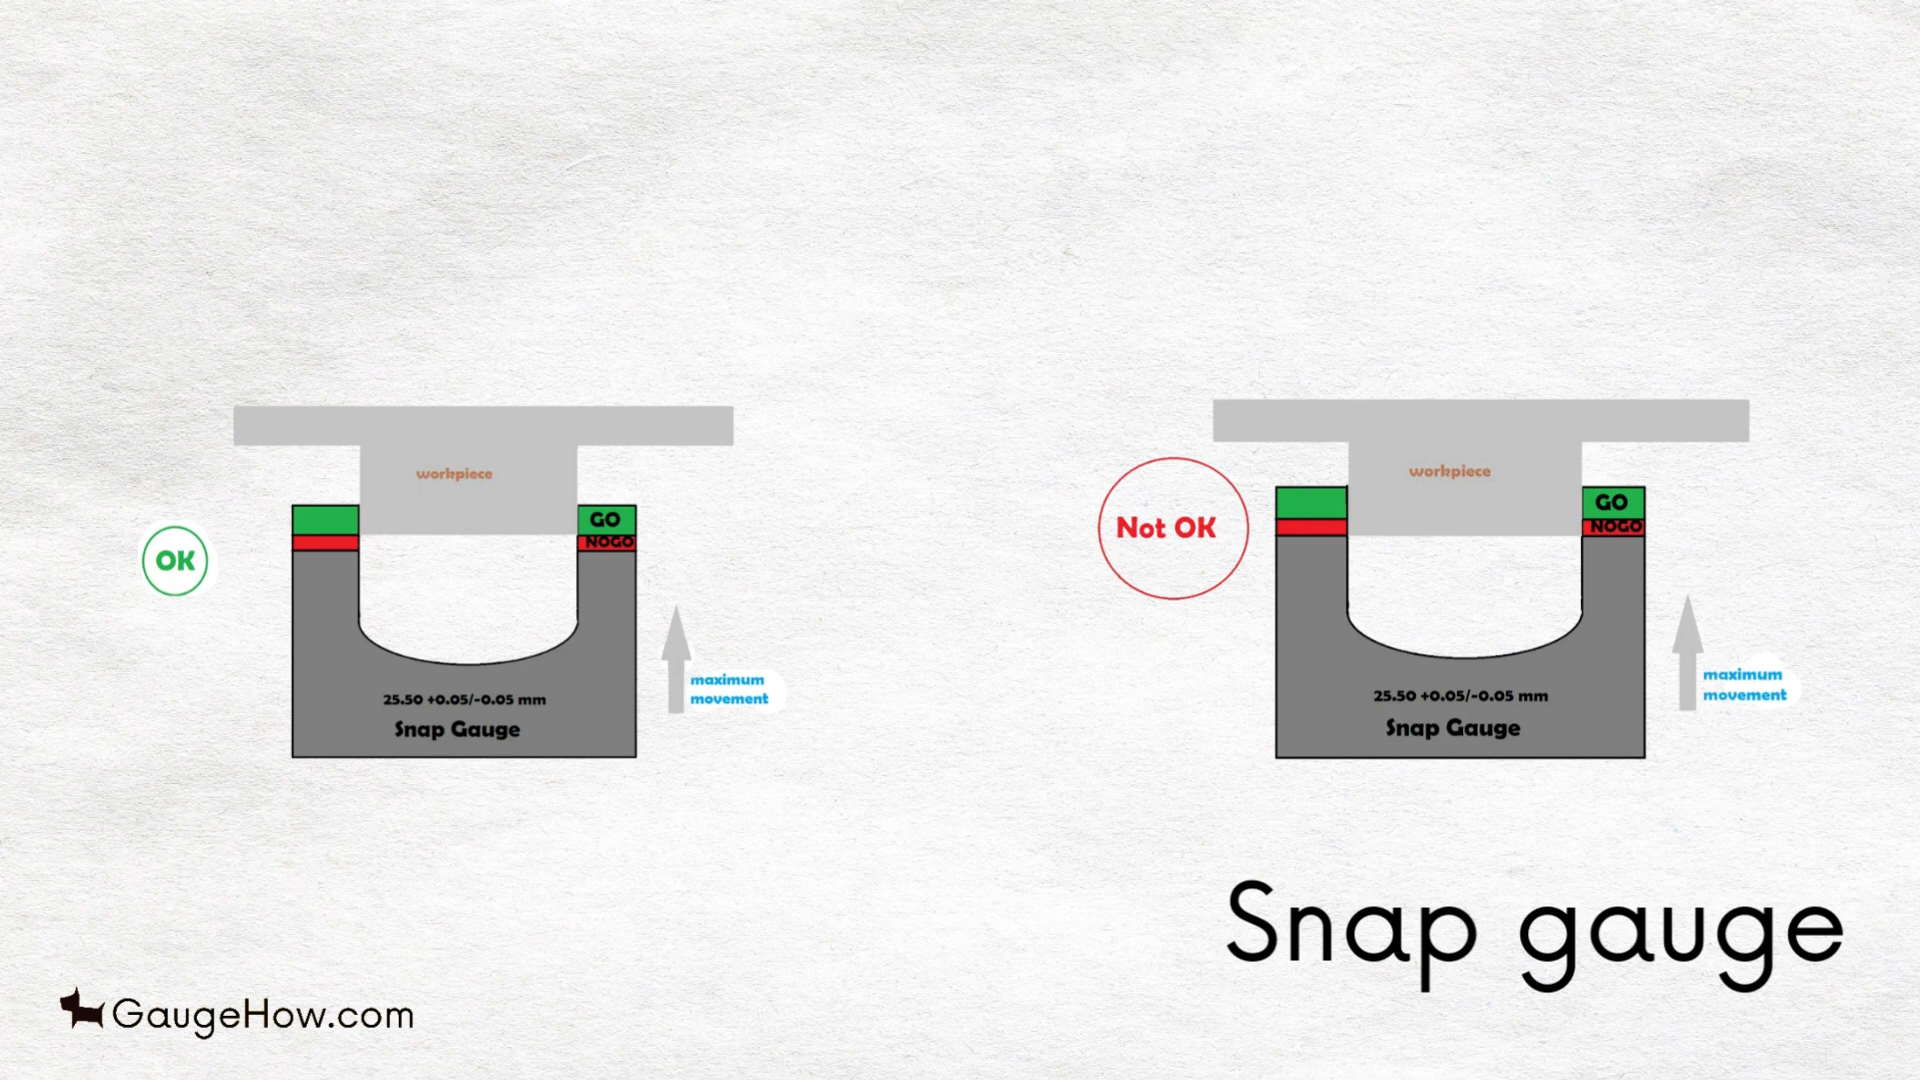 workpiece
GO
NOGO
OK
maximum
movement
25.50 +0.05/-0.05 mm
Snap Gauge
workpiece
GO
NOGO
Not OK
maximum
movement
25.50 +0.05/-0.05 mm
Snap Gauge
Snap gauge
GaugeHow.com